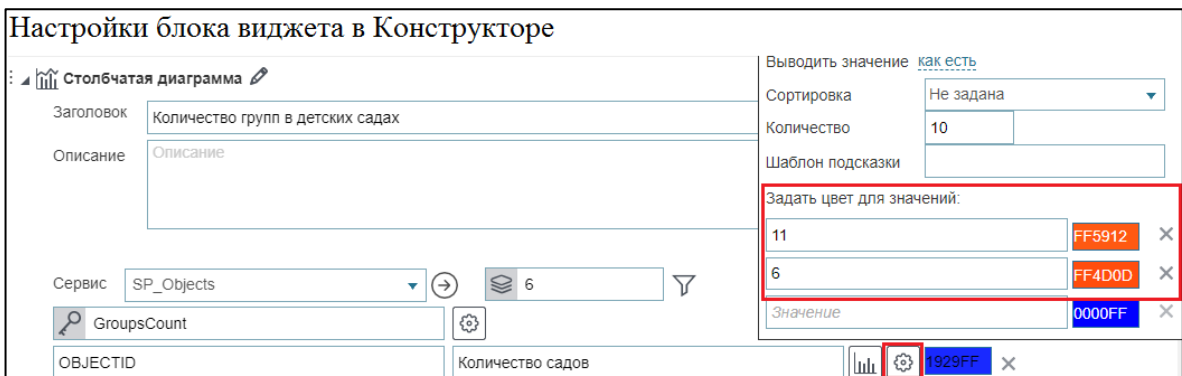 Настройки блока виджета в Конструкторе
Столбчатая диаграмма
Заголовок
Количество групп в детских садах
Описание
Описание
Сервис
SP_Objects
6
GroupsCount
OBJECTID
Количество садов
1929FF
Выводить значение как есть
Сортировка
Не задана
Количество
10
Шаблон подсказки
Задать цвет для значений:
11
FF5912
6
FF4D0D
Значение
0000FF